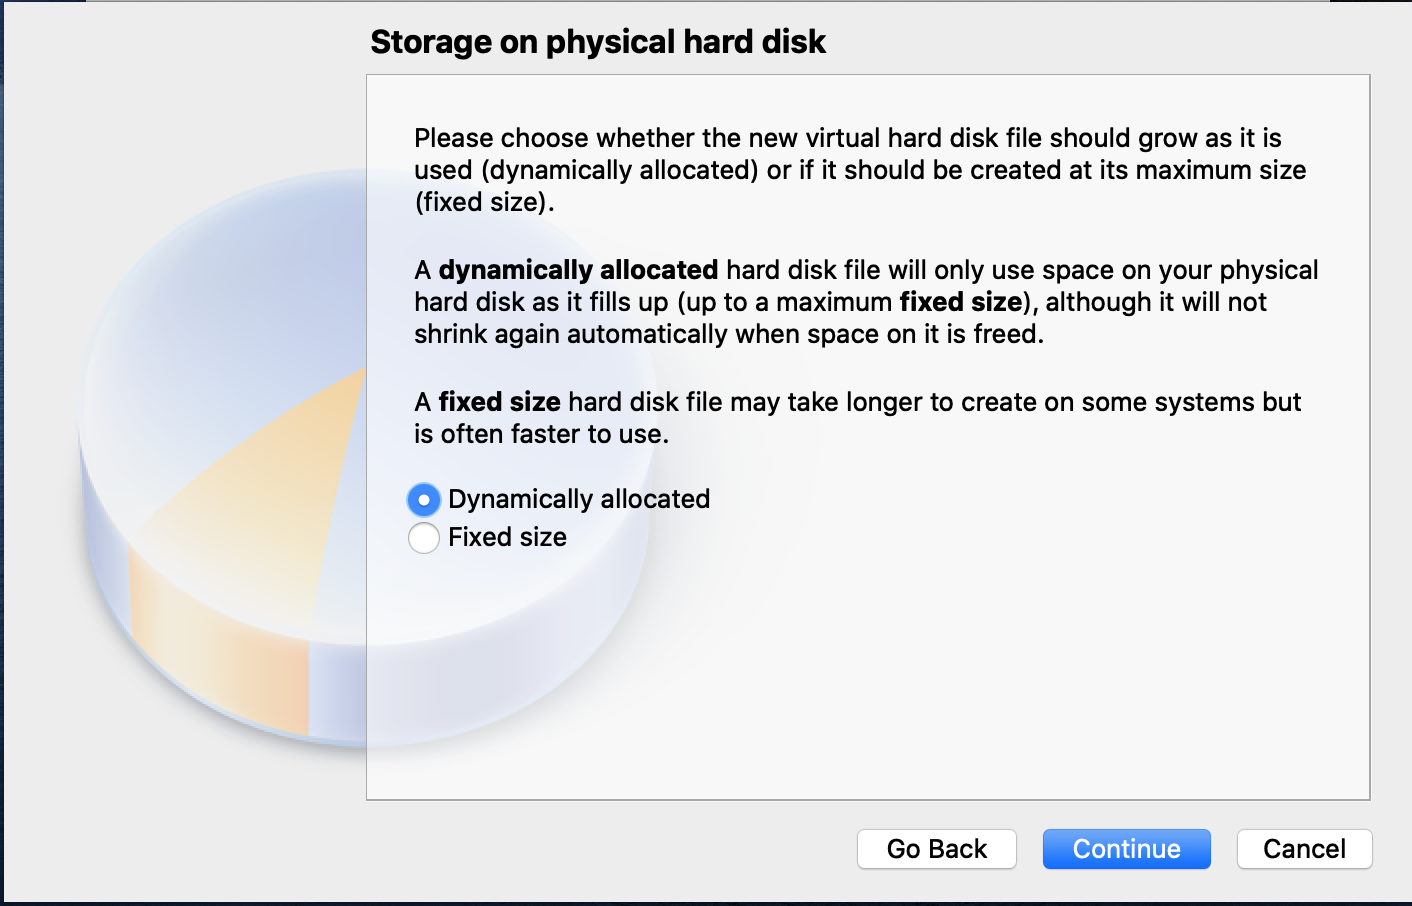 Storage on physical hard disk
Please choose whether the new virtual hard disk file should grow as it is
used (dynamically allocated) or if it should be created at its maximum size
(fixed size).
A dynamically allocated hard disk file will only use space on your physical
hard disk as it fills up (up to a maximum fixed size), although it will not
shrink again automatically when space on it is freed.
A fixed size hard disk file may take longer to create on some systems but
is often faster to use.
Dynamically allocated
Fixed size
Go Back Continue Cancel